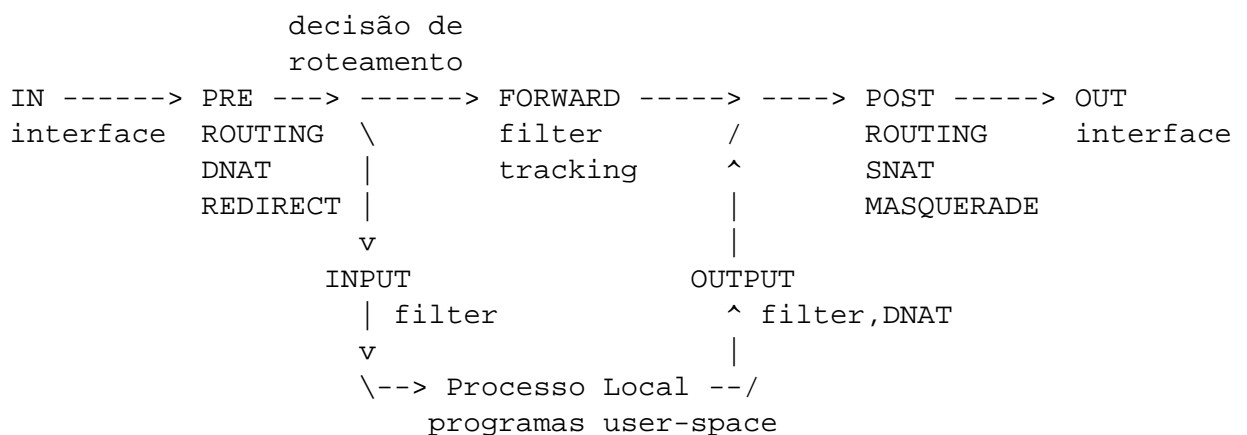 decisão de
roteamento
IN ------> PRE ---> ------> FORWARD -----> ----> POST -----> OUT
interface ROUTING \ filter / ROUTING interface
DNAT | tracking ^ SNAT
REDIRECT | | MASQUERADE
v |
INPUT OUTPUT
| filter ^ filter,DNAT
v |
\--> Processo Local --/
programas user-space